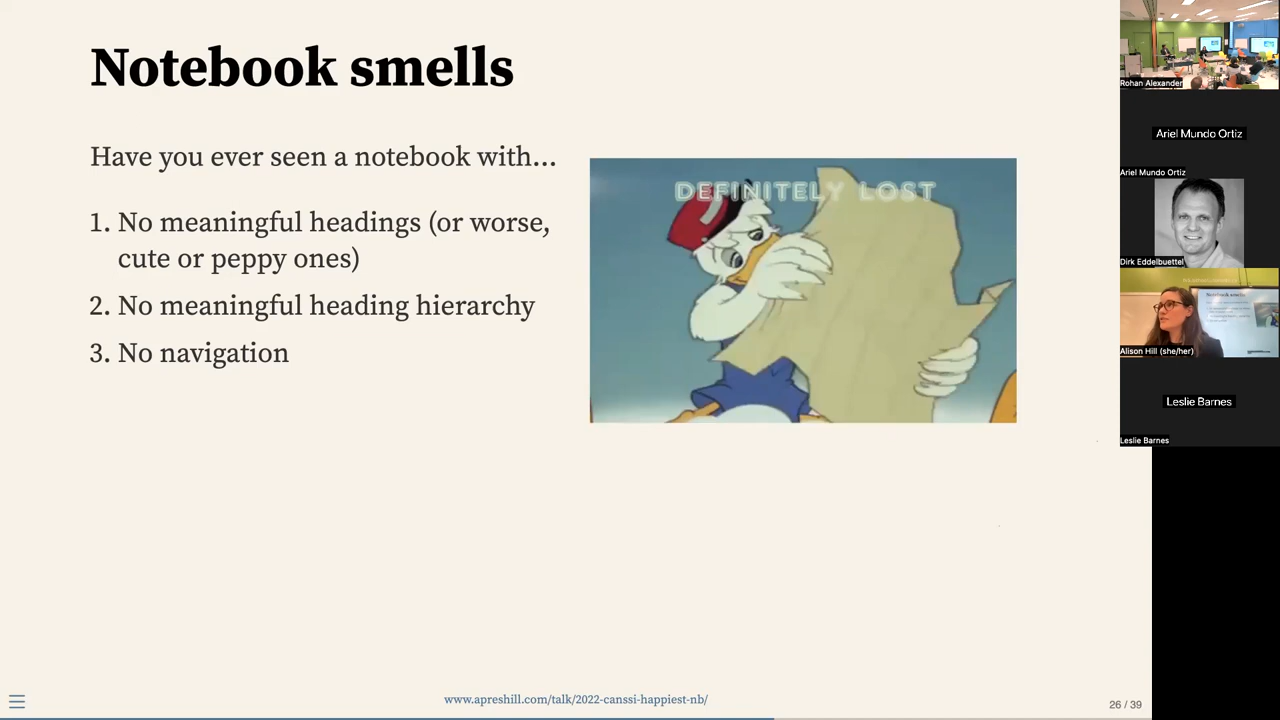 Notebook smells
Have you ever seen a notebook with...
1. No meaningful headings (or worse,
cute or peppy ones)
2. No meaningful heading hierarchy
3. No navigation
DEFINITELY LOST
www.apreshill.com/talk/2022-canssi-happiest-nb/
26 / 39
Rohan Alexander
Ariel Mundo Ortiz
Ariel Mundo Ortiz
Dirk Eddelbuettel
Notebook smells
Alison Hill (she/her)
Leslie Barnes
Leslie Barnes